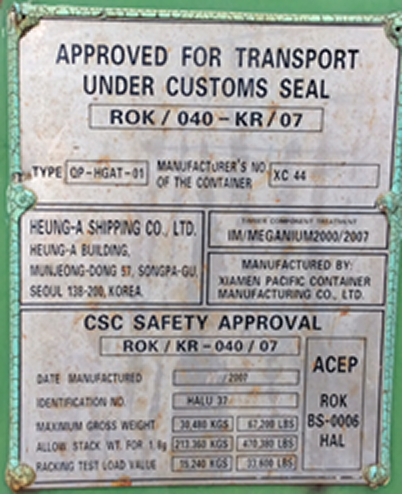 APPROVED FOR TRANSPORT
UNDER CUSTOMS SEAL
ROK / 040 - KR / 07
TYPE QP-HGAT-01 MANUFACTURER'S NO OF THE CONTAINER XC 44
HEUNG-A SHIPPING CO., LTD.
HEUNG-A BUILDING,
MUNJEONG-DONG 57, SONGPA-GU,
SEOUL 138-200, KOREA.
TIMBER COMPONENT TREATMENT
IM/MEGANIUM2000/2007
MANUFACTURED BY:
XIAMEN PACIFIC CONTAINER
MANUFACTURING CO., LTD.
CSC SAFETY APPROVAL
ROK / KR - 040 / 07
DATE MANUFACTURED / 2007
IDENTIFICATION NO. HALU 37
MAXIMUM GROSS WEIGHT 30,480 KGS 67,200 LBS
ALLOW. STACK WT. FOR 1.8g 213,360 KGS 470,380 LBS
RACKING TEST LOAD VALUE 15,240 KGS 33,600 LBS
ACEP
ROK
BS-0006
HAL